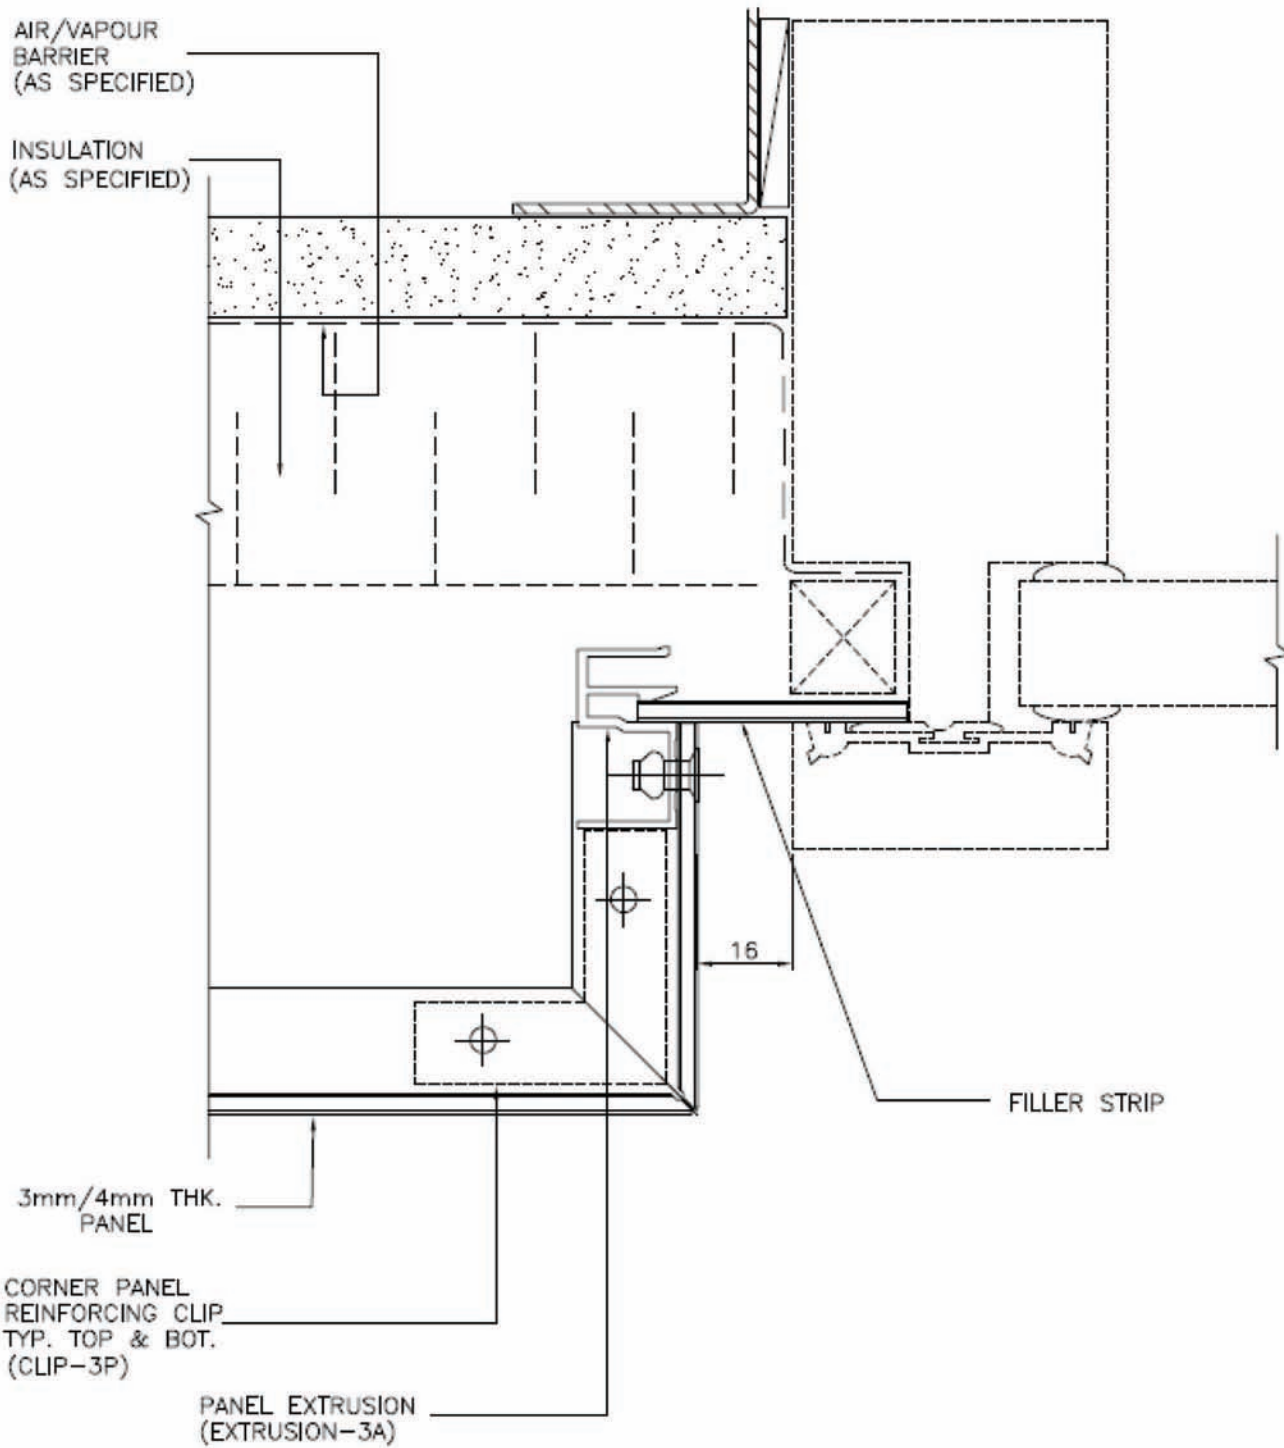 AIR/VAPOUR
BARRIER
(AS SPECIFIED)
INSULATION
(AS SPECIFIED)
16
FILLER STRIP
3mm/4mm THK.
PANEL
CORNER PANEL
REINFORCING CLIP
TYP. TOP & BOT.
(CLIP-3P)
PANEL EXTRUSION
(EXTRUSION-3A)